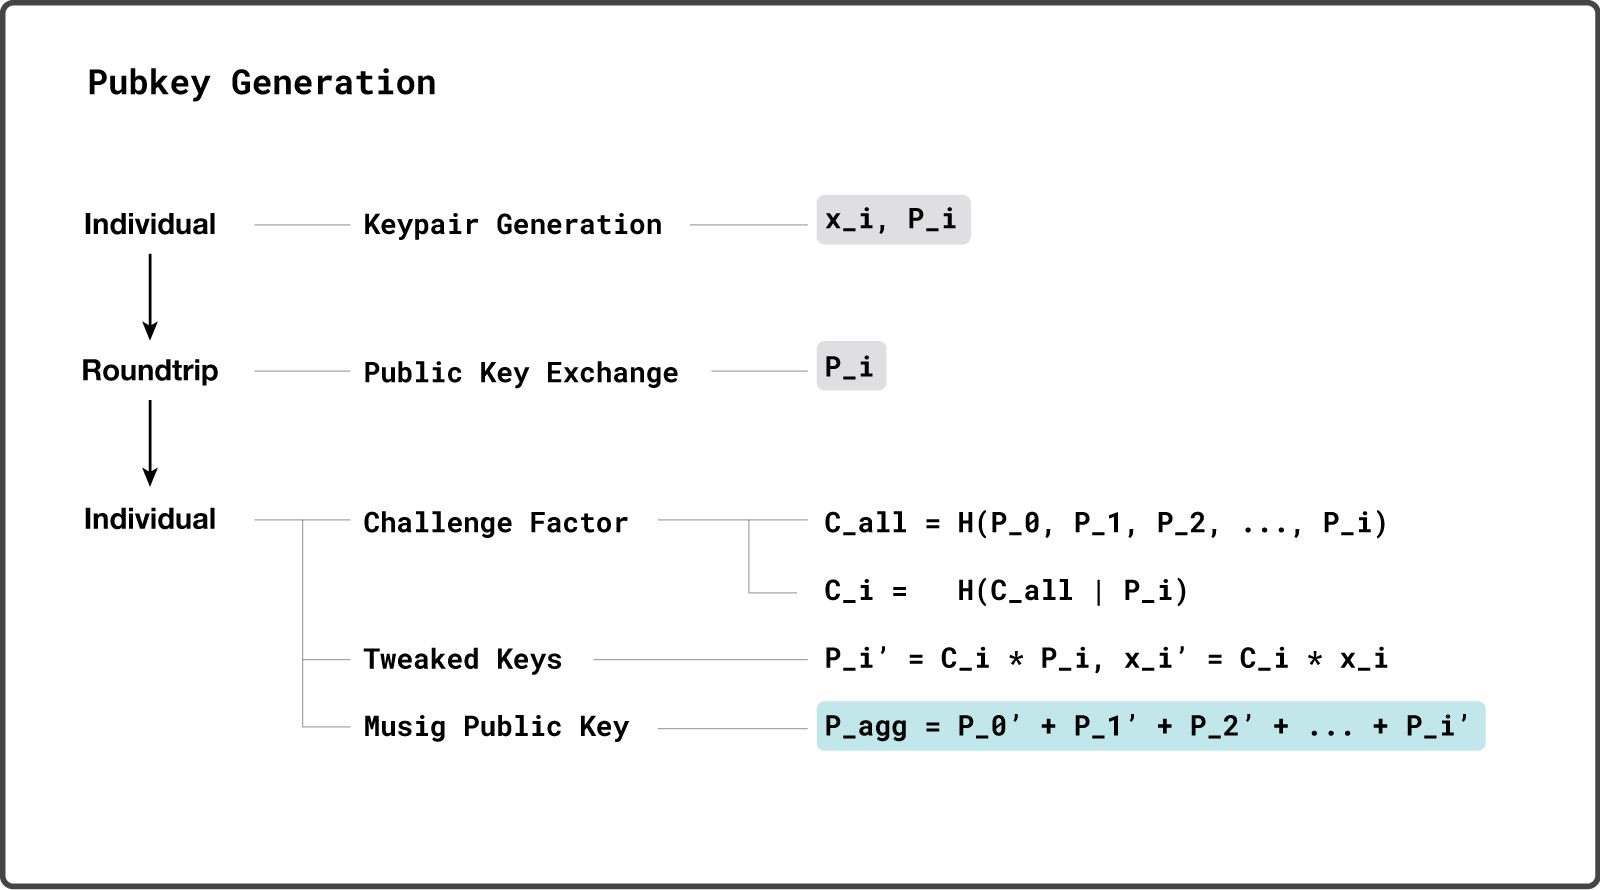 Pubkey Generation
Individual Keypair Generation x_i, P_i
Roundtrip Public Key Exchange P_i
Individual Challenge Factor C_all = H(P_0, P_1, P_2, ..., P_i)
C_i = H(C_all | P_i)
Tweaked Keys P_i’ = C_i * P_i, x_i’ = C_i * x_i
Musig Public Key P_agg = P_0’ + P_1’ + P_2’ + ... + P_i’